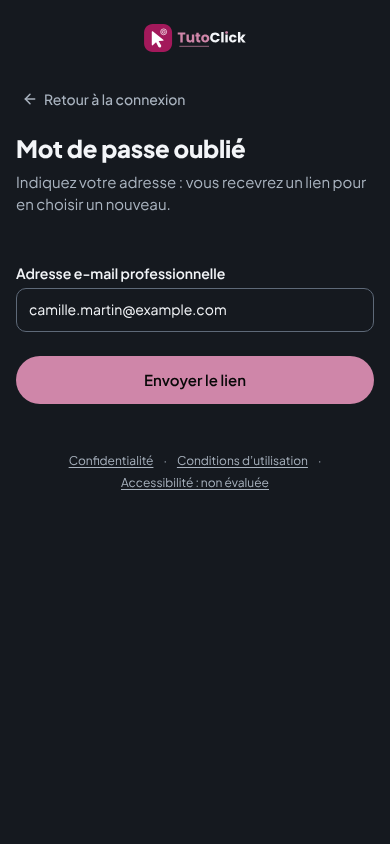 TutoClick
Retour à la connexion
Mot de passe oublié
Indiquez votre adresse : vous recevrez un lien pour
en choisir un nouveau.
Adresse e-mail professionnelle
camille.martin@example.com
Envoyer le lien
Confidentialité · Conditions d'utilisation ·
Accessibilité : non évaluée